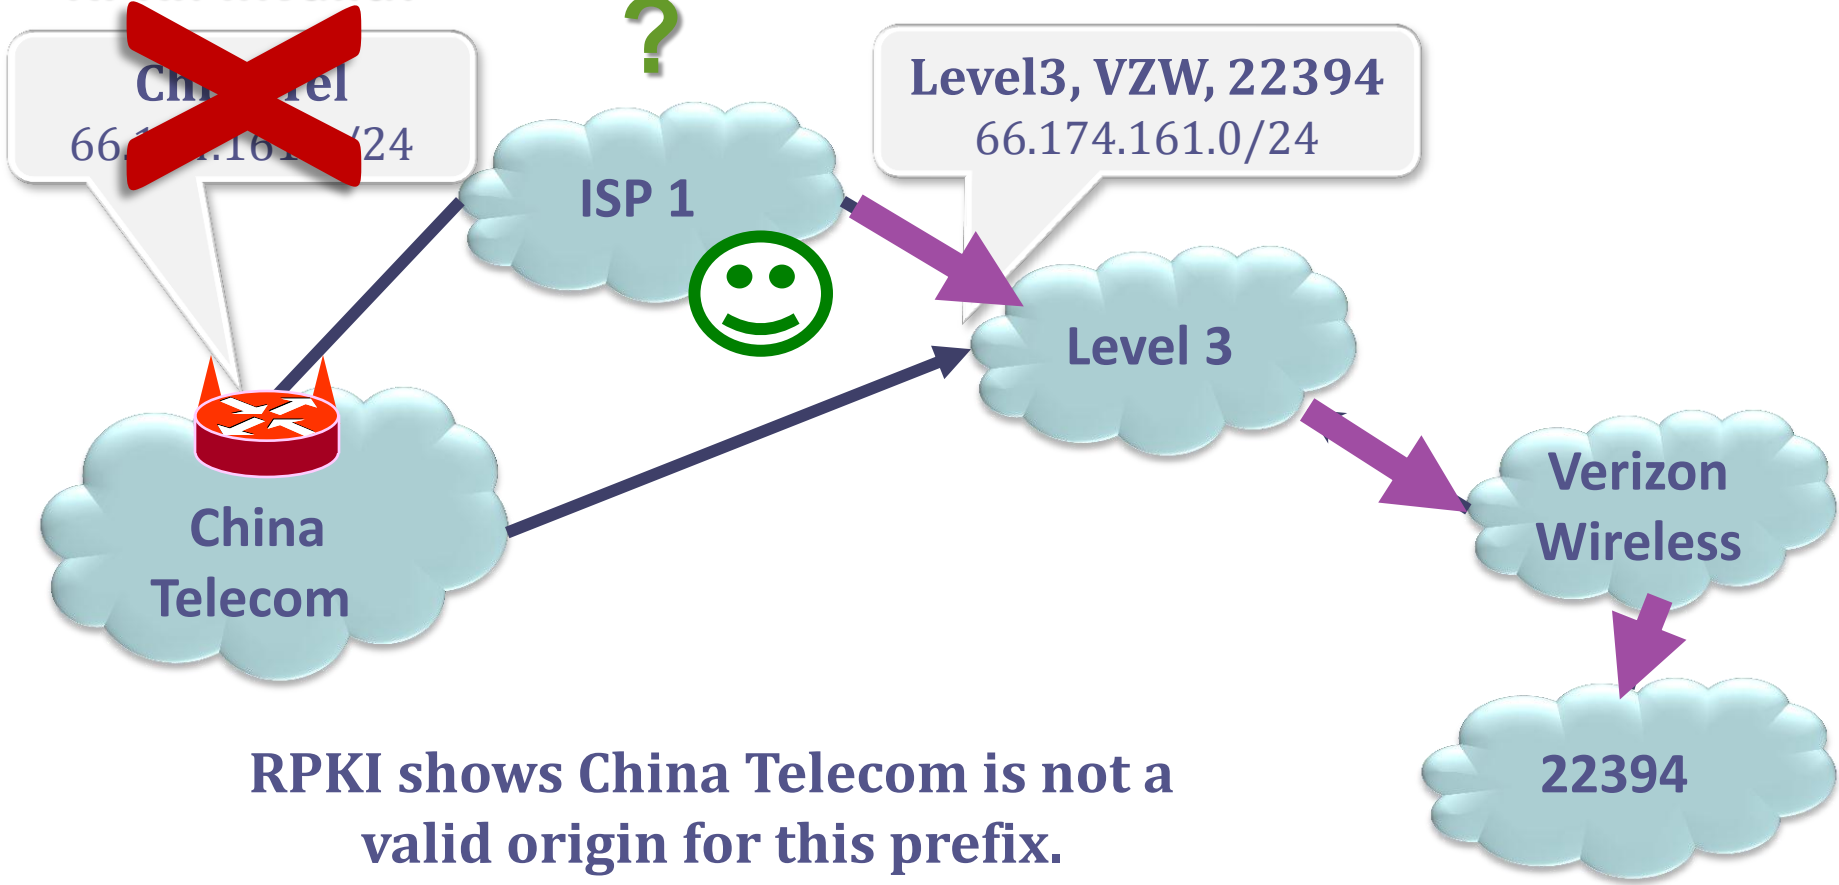 ?
Level3, VZW, 22394
66.174.161.0/24
/24
ISP 1
Level 3
Verizon
Wireless
China
Telecom
22394
RPKI shows China Telecom is not a
valid origin for this prefix.